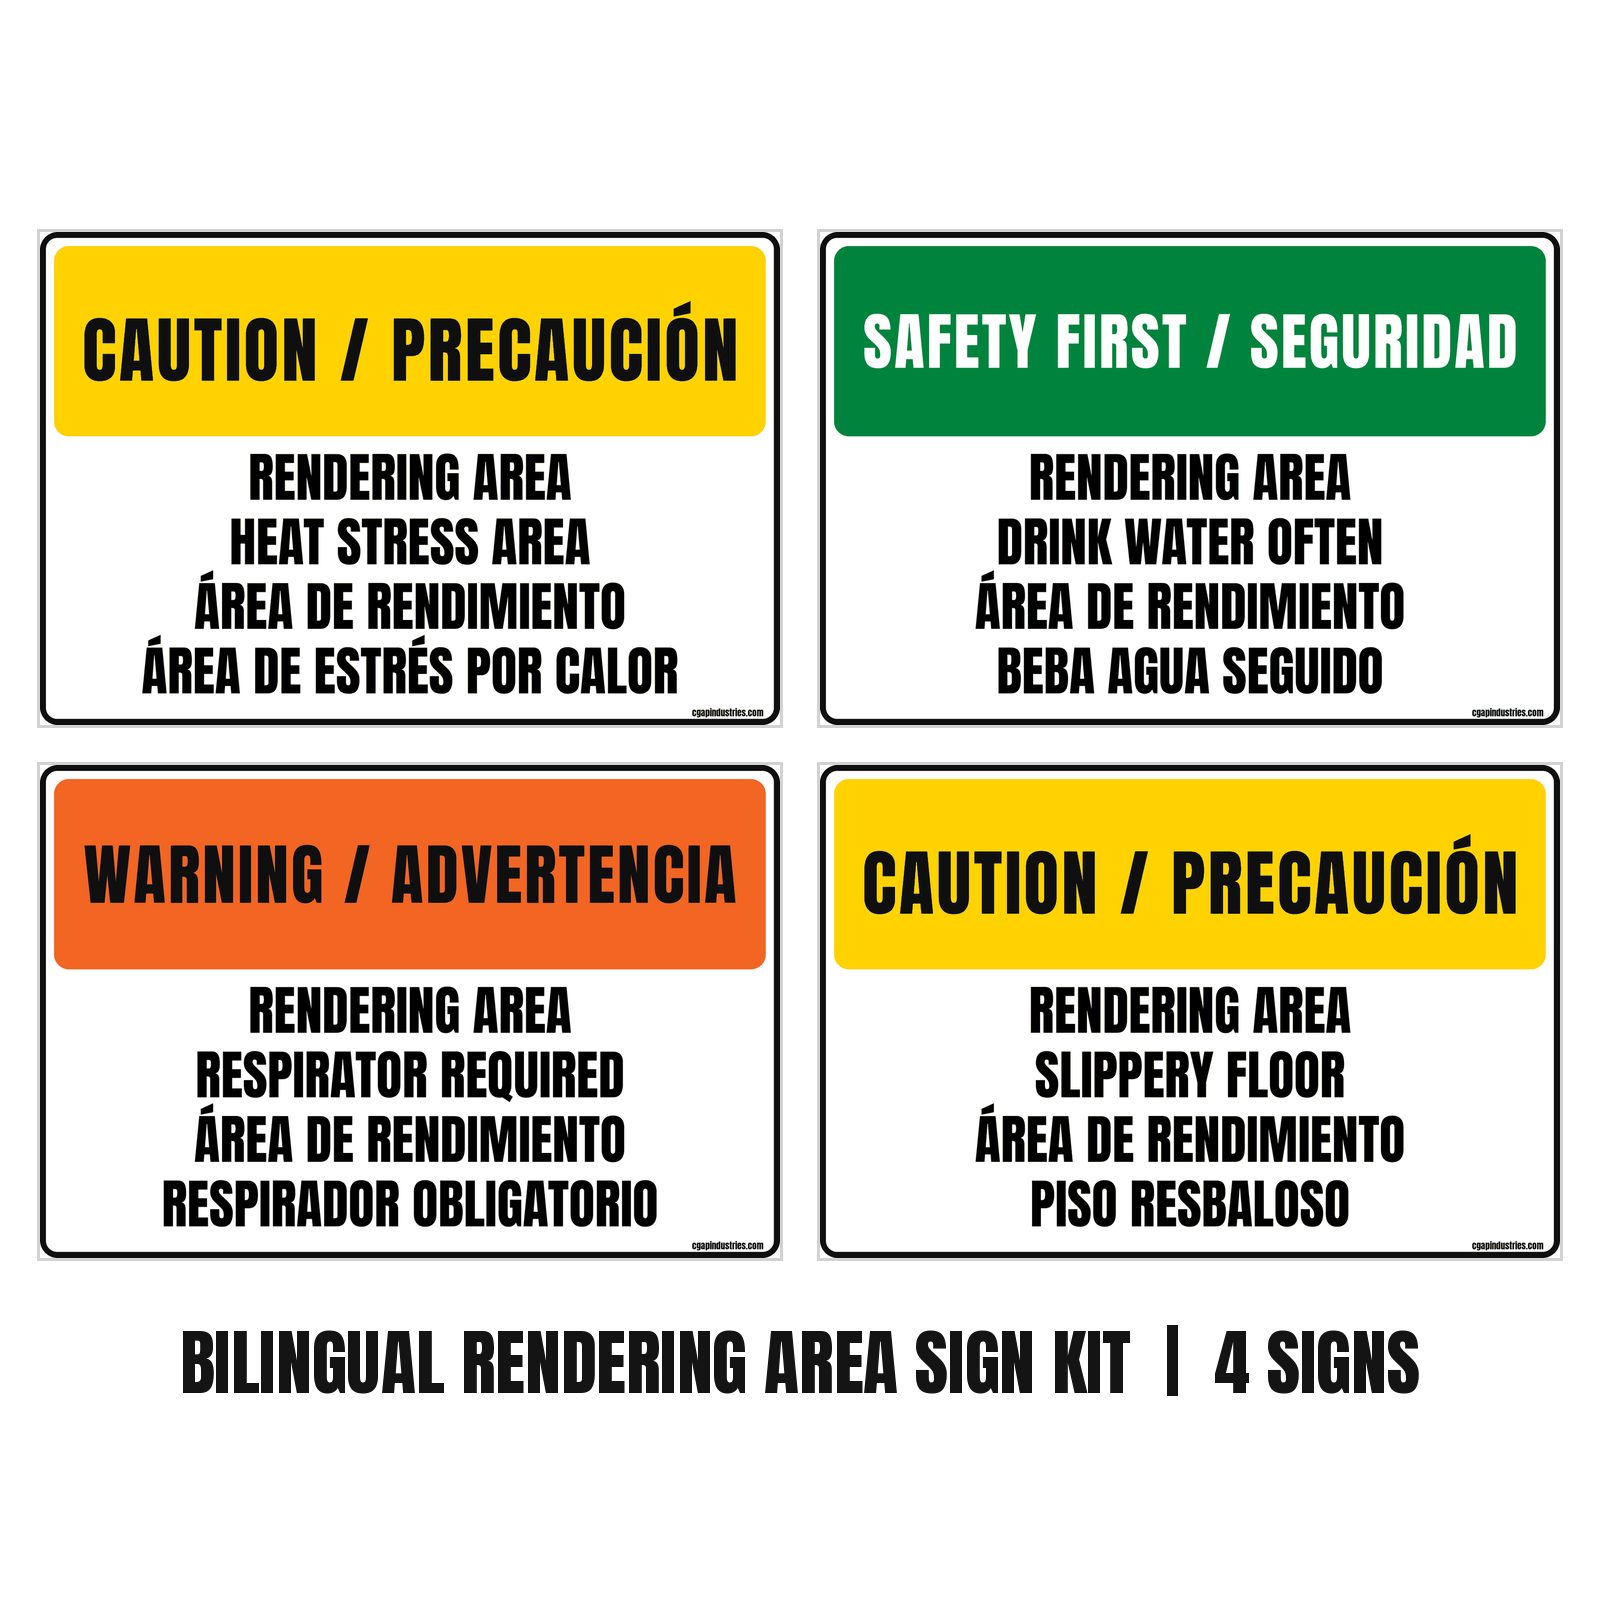 CAUTION / PRECAUCIÓN
RENDERING AREA
HEAT STRESS AREA
ÁREA DE RENDIMIENTO
ÁREA DE ESTRÉS POR CALOR
cgapindustries.com
SAFETY FIRST / SEGURIDAD
RENDERING AREA
DRINK WATER OFTEN
ÁREA DE RENDIMIENTO
BEBA AGUA SEGUIDO
cgapindustries.com
WARNING / ADVERTENCIA
RENDERING AREA
RESPIRATOR REQUIRED
ÁREA DE RENDIMIENTO
RESPIRADOR OBLIGATORIO
cgapindustries.com
CAUTION / PRECAUCIÓN
RENDERING AREA
SLIPPERY FLOOR
ÁREA DE RENDIMIENTO
PISO RESBALOSO
cgapindustries.com
BILINGUAL RENDERING AREA SIGN KIT | 4 SIGNS